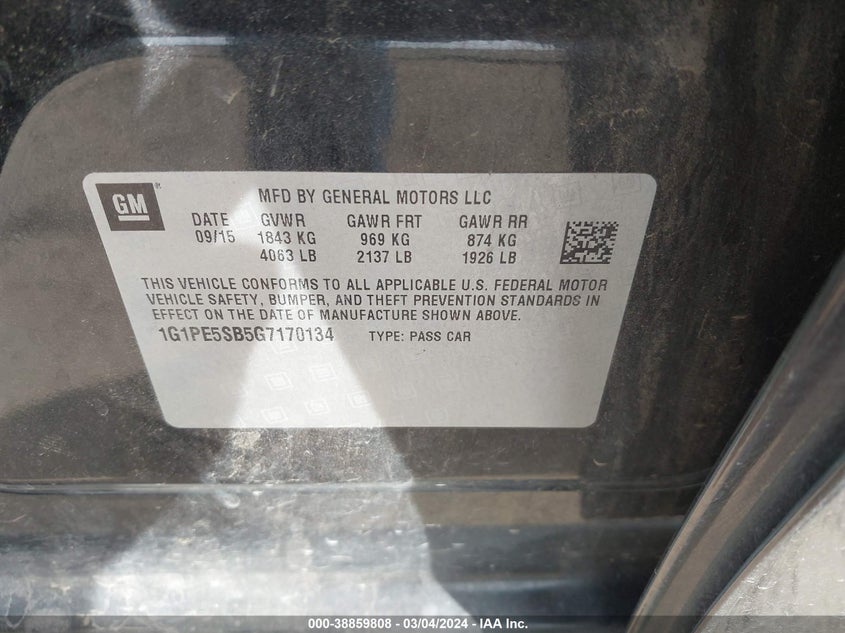 GM ®
MFD BY GENERAL MOTORS LLC
DATE GVWR GAWR FRT GAWR RR
09/15 1843 KG 969 KG 874 KG
4063 LB 2137 LB 1926 LB
THIS VEHICLE CONFORMS TO ALL APPLICABLE U.S. FEDERAL MOTOR
VEHICLE SAFETY, BUMPER, AND THEFT PREVENTION STANDARDS IN
EFFECT ON THE DATE OF MANUFACTURE SHOWN ABOVE.
1G1PE5SB5G7170134 TYPE: PASS CAR
000-38859808 - 03/04/2024 - IAA Inc.